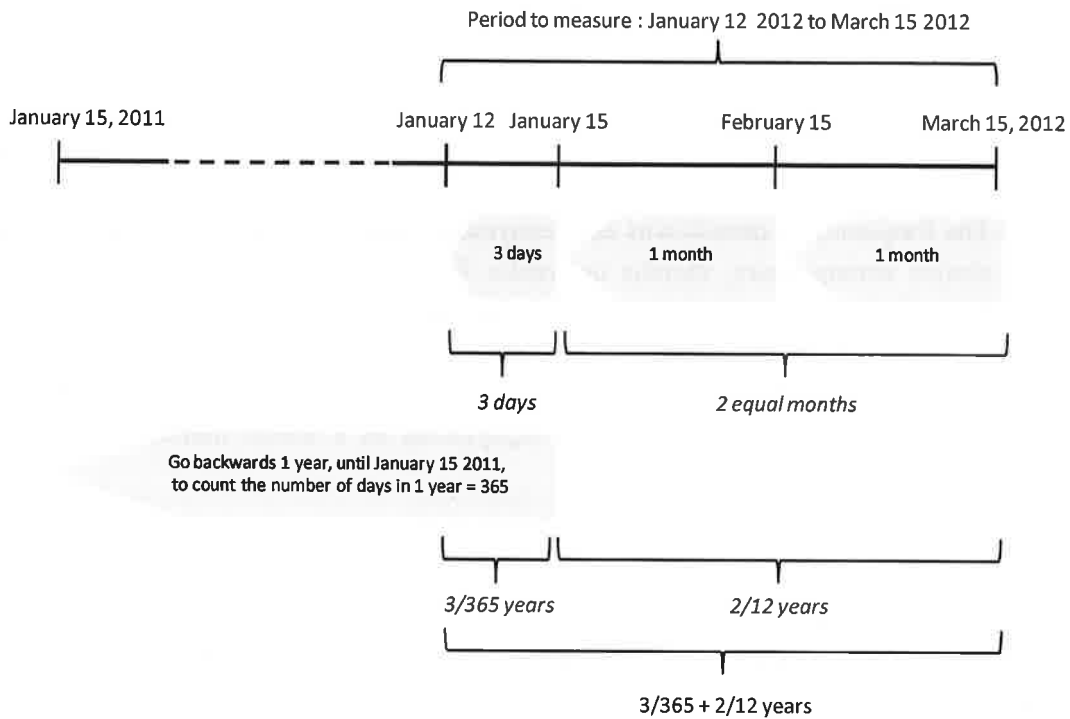 Period to measure : January 12 2012 to March 15 2012
January 15, 2011
January 12
January 15
February 15
March 15, 2012
3 days
1 month
1 month
3 days
2 equal months
Go backwards 1 year, until January 15 2011,
to count the number of days in 1 year = 365
3/365 years
2/12 years
3/365 + 2/12 years